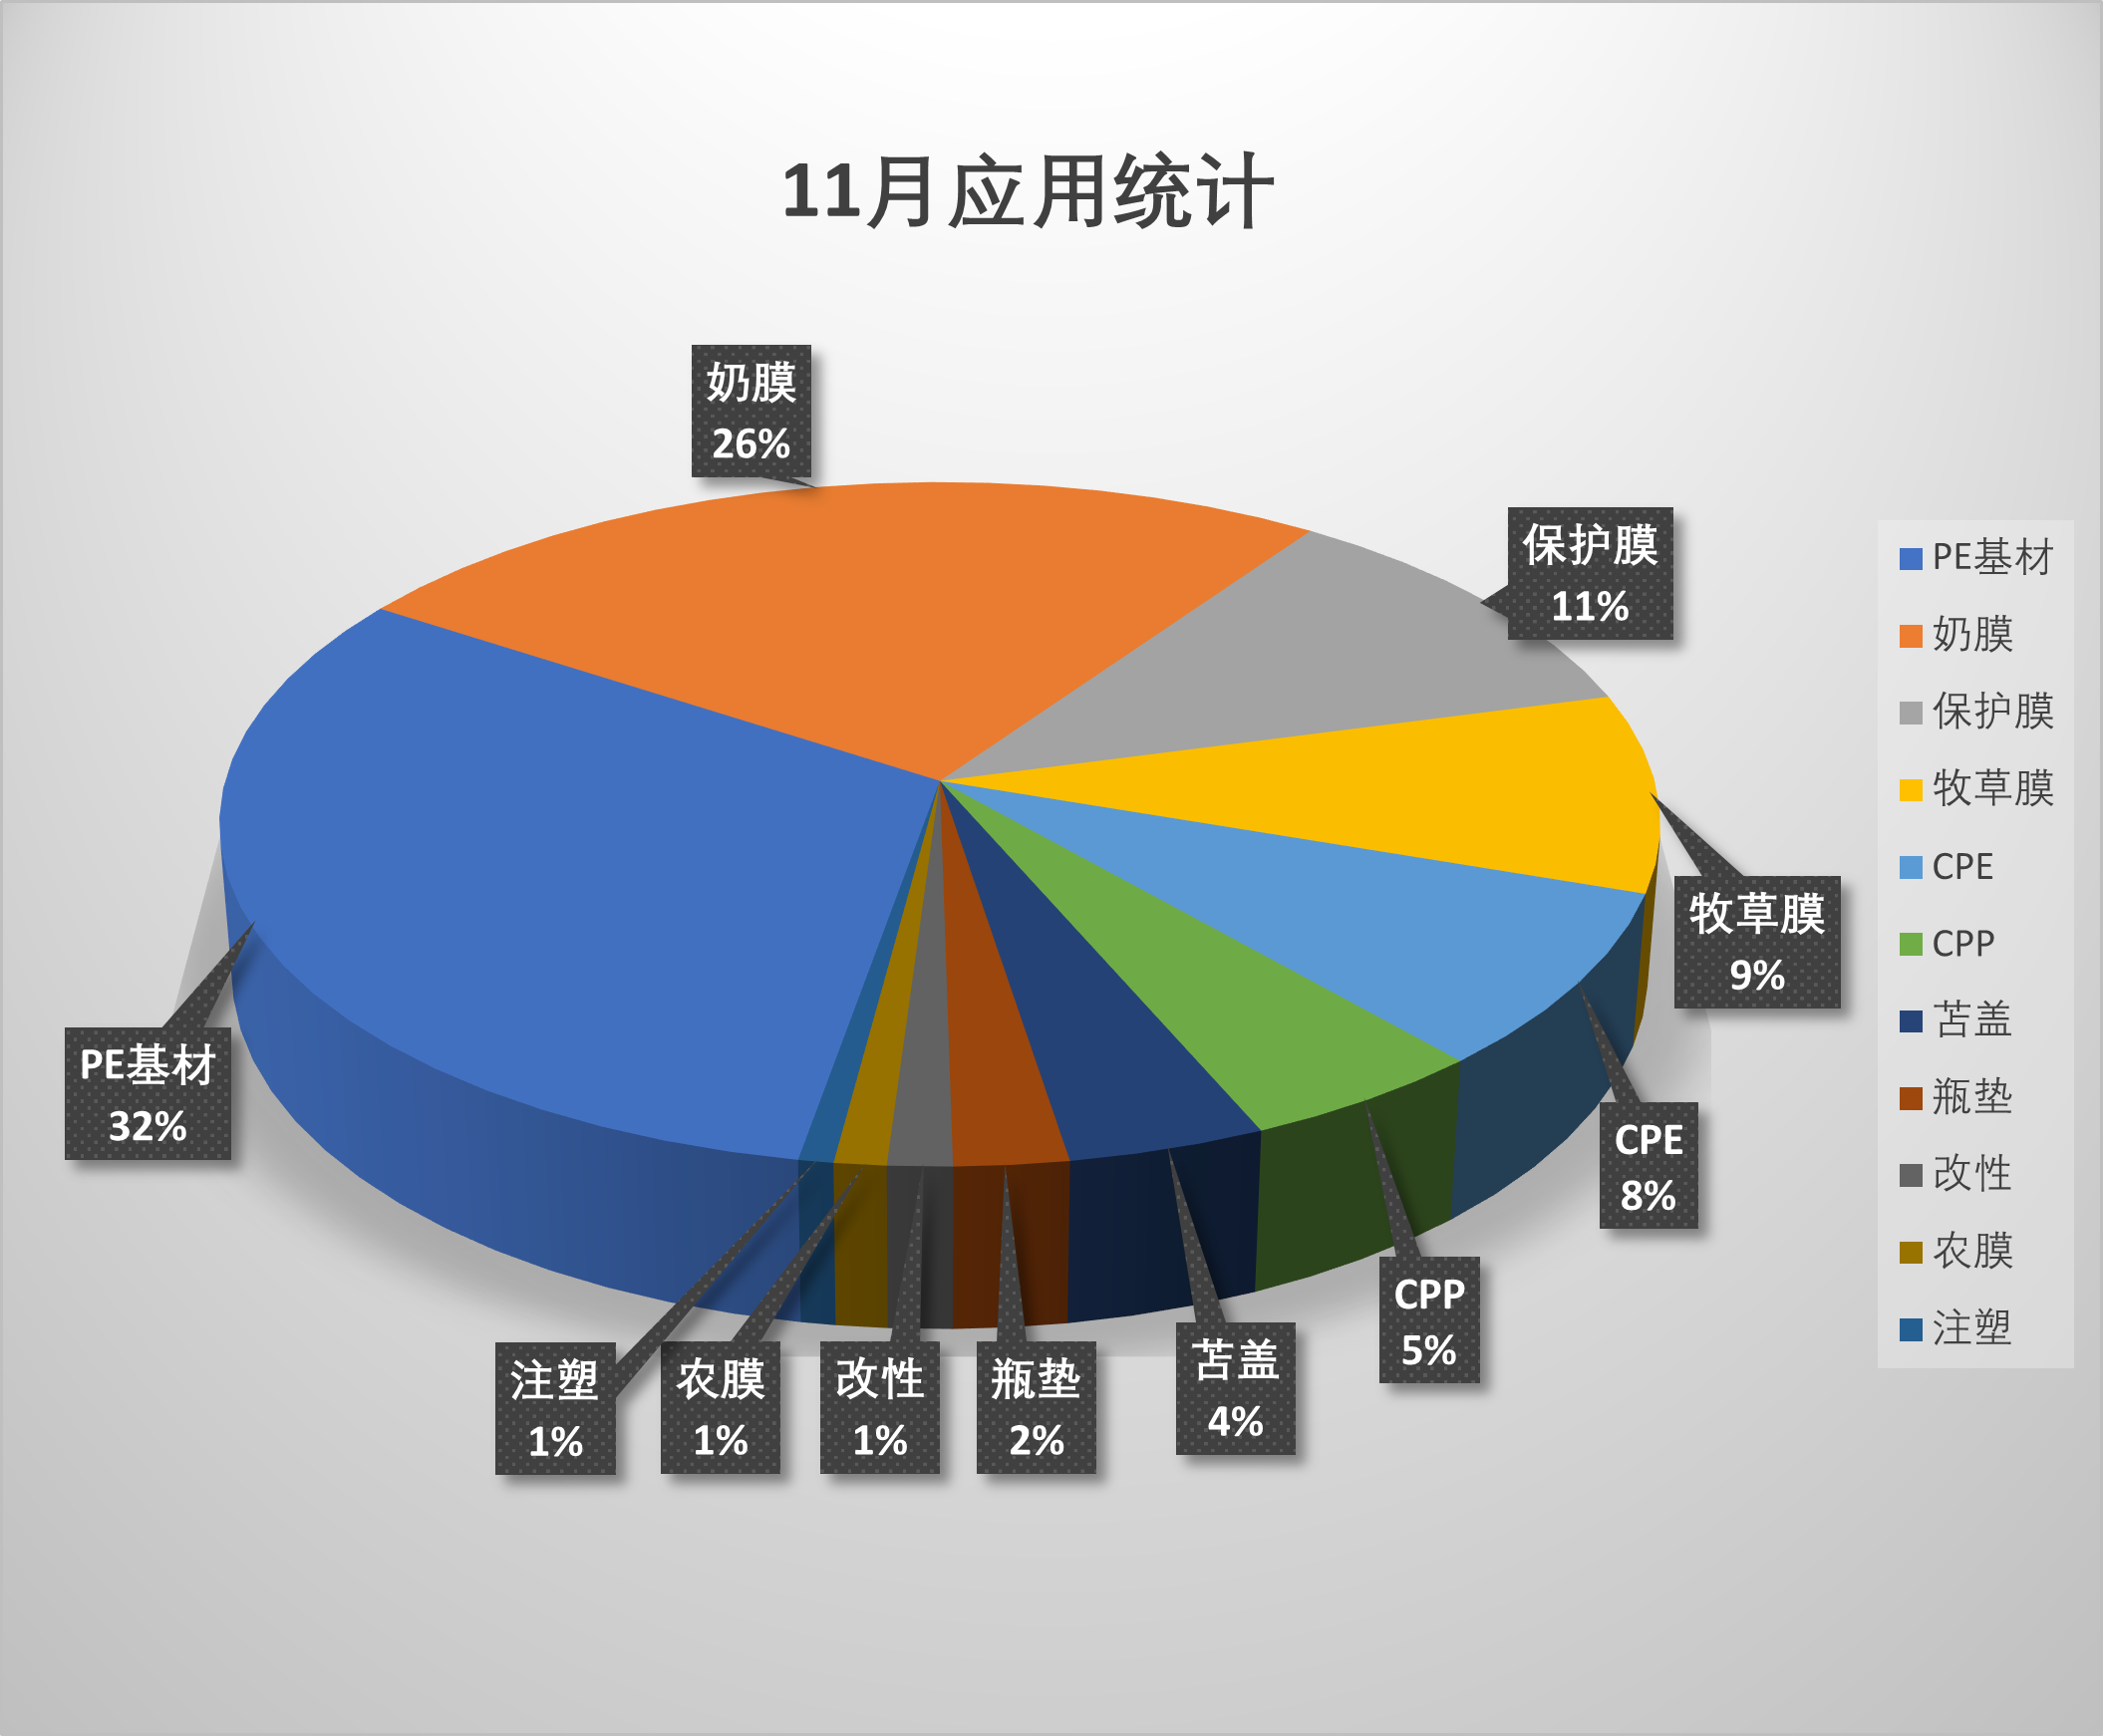 11月应用统计
奶膜
26%
保护膜
11%
牧草膜
9%
CPE
8%
CPP
5%
苫盖
4%
瓶垫
2%
改性
1%
农膜
1%
注塑
1%
PE基材
32%
PE基材
奶膜
保护膜
牧草膜
CPE
CPP
苫盖
瓶垫
改性
农膜
注塑